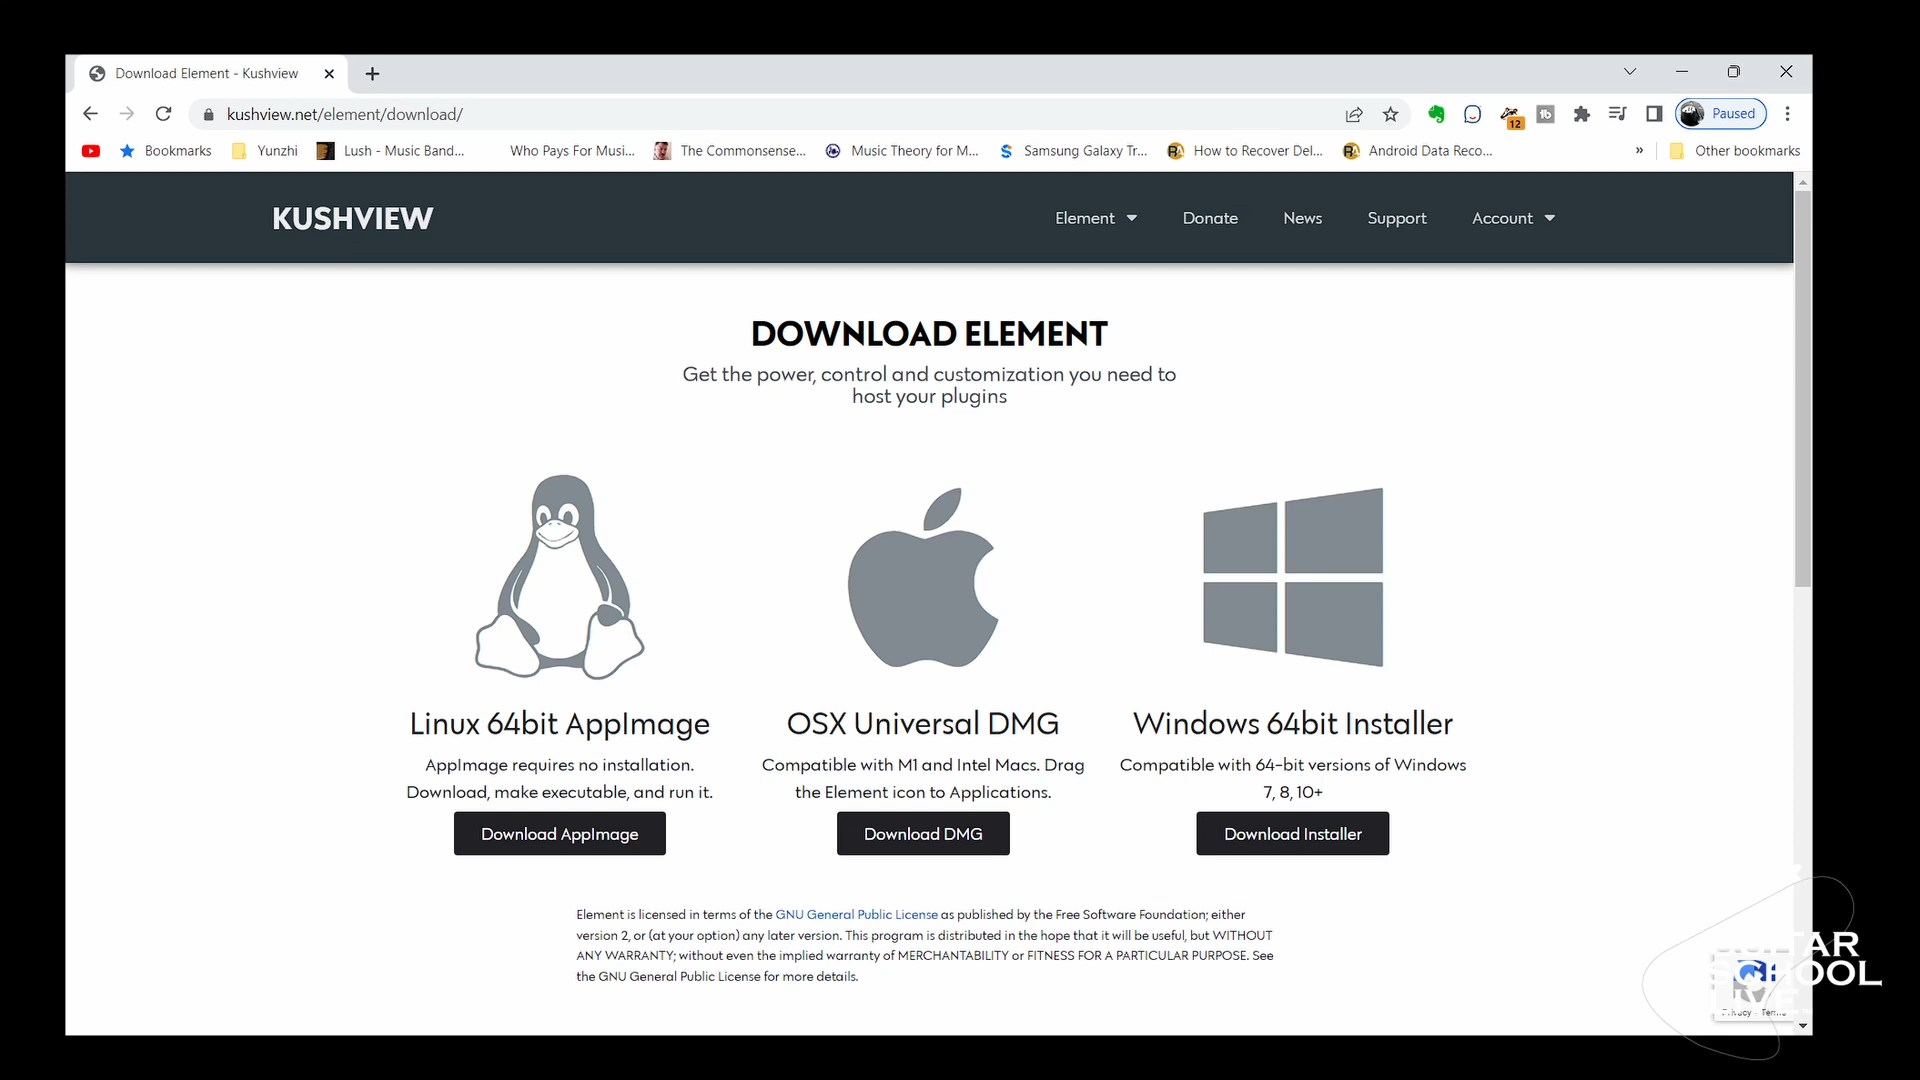 Download Element - Kushview
kushview.net/element/download/
12
Paused
Bookmarks
Yunzhi
Lush - Music Band...
Who Pays For Musi...
The Commonsense...
Music Theory for M...
Samsung Galaxy Tr...
How to Recover Del...
Android Data Reco...
»
Other bookmarks
KUSHVIEW
Element
Donate
News
Support
Account
DOWNLOAD ELEMENT
Get the power, control and customization you need to
host your plugins
Linux 64bit AppImage
AppImage requires no installation.
Download, make executable, and run it.
Download AppImage
OSX Universal DMG
Compatible with M1 and Intel Macs. Drag
the Element icon to Applications.
Download DMG
Windows 64bit Installer
Compatible with 64-bit versions of Windows
7, 8, 10+
Download Installer
Element is licensed in terms of the GNU General Public License as published by the Free Software Foundation; either
version 2, or (at your option) any later version. This program is distributed in the hope that it will be useful, but WITHOUT
ANY WARRANTY; without even the implied warranty of MERCHANTABILITY or FITNESS FOR A PARTICULAR PURPOSE. See
the GNU General Public License for more details.
SCHOOL
LIVE
Privacy - Terms